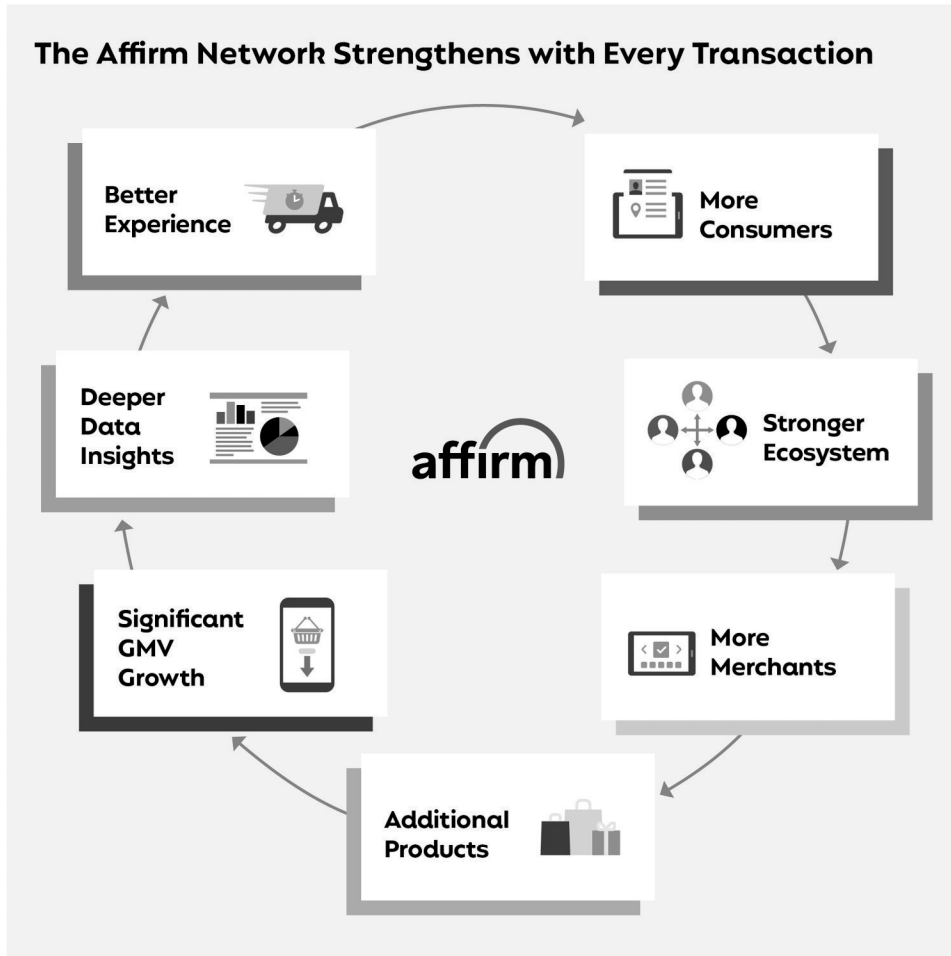 The Affirm Network Strengthens with Every Transaction
Better
Experience
More
Consumers
Deeper
Data
Insights
affirm
Stronger
Ecosystem
Significant
GMV
Growth
More
Merchants
Additional
Products